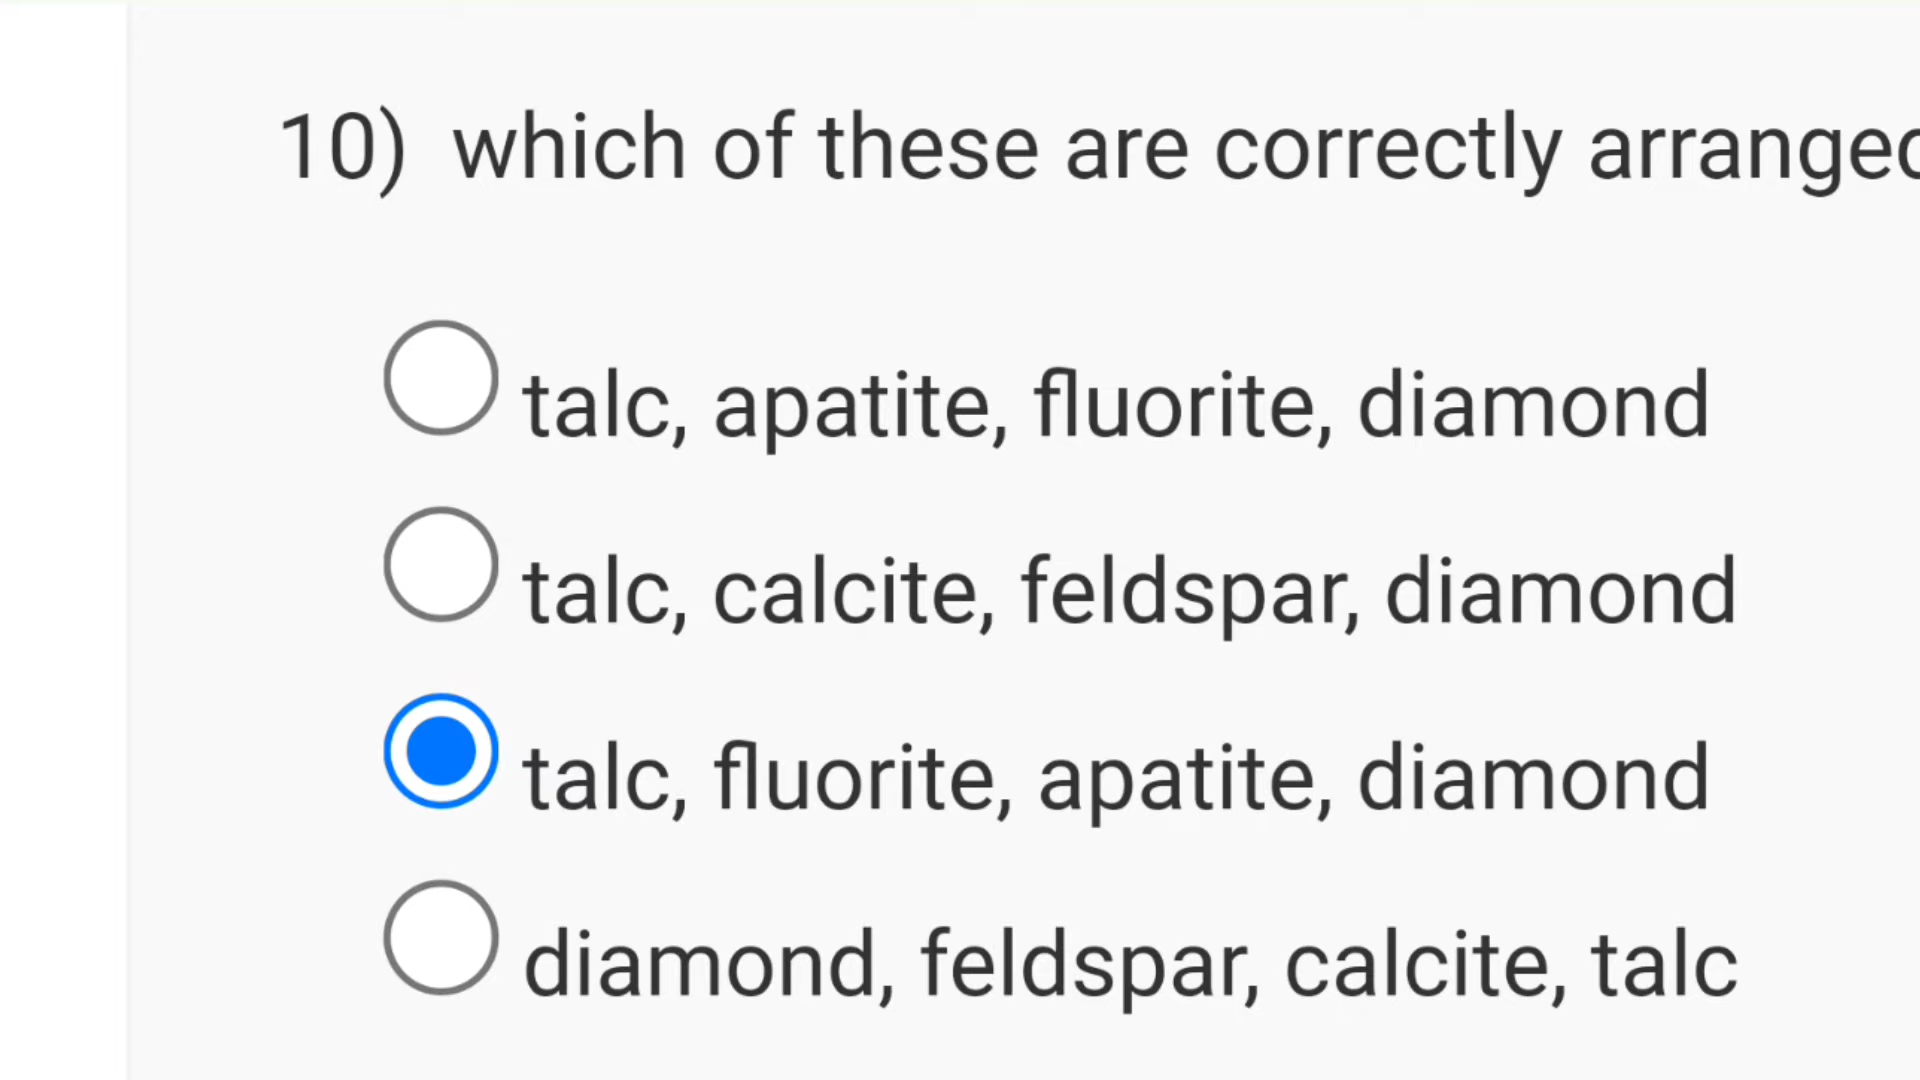 10) which of these are correctly arranged
talc, apatite, fluorite, diamond
talc, calcite, feldspar, diamond
talc, fluorite, apatite, diamond
diamond, feldspar, calcite, talc